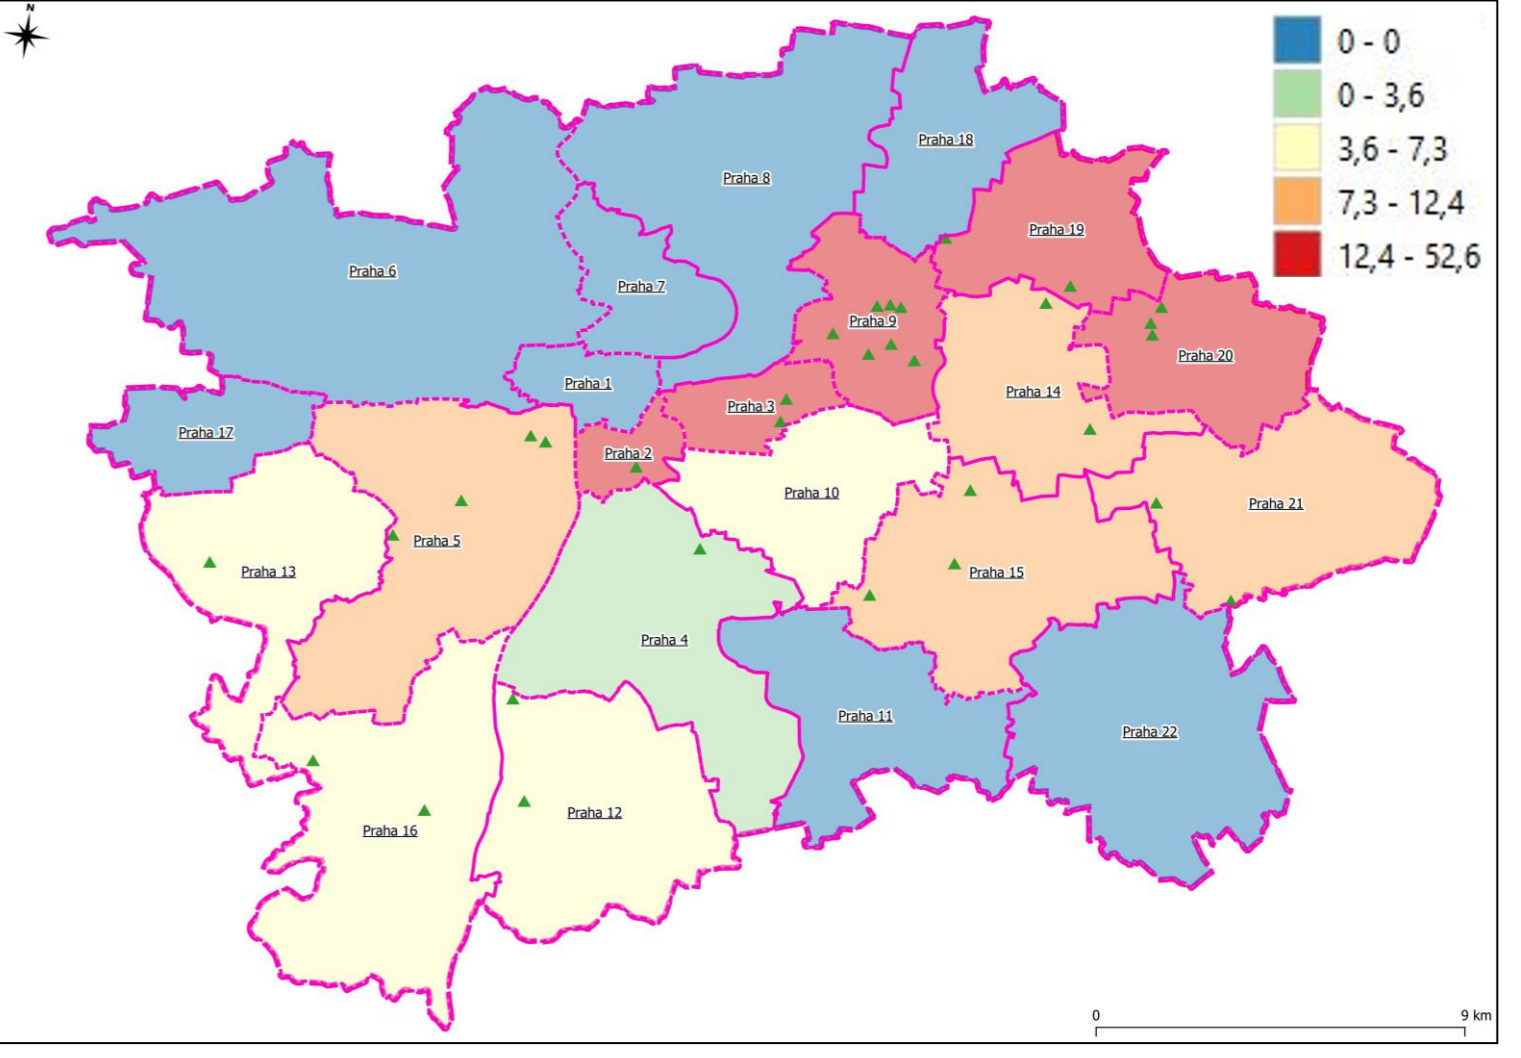 N
0 - 0
0 - 3,6
3,6 - 7,3
7,3 - 12,4
12,4 - 52,6
Praha 18
Praha 8
Praha 19
Praha 6
Praha 7
Praha 9
Praha 20
Praha 1
Praha 14
Praha 3
Praha 17
Praha 2
Praha 10
Praha 21
Praha 5
Praha 13
Praha 15
Praha 4
Praha 11
Praha 22
Praha 12
Praha 16
0 9 km